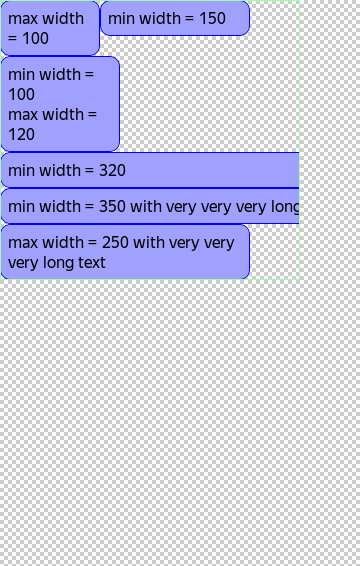 max width
= 100
min width = 150
min width =
100
max width =
120
min width = 320
min width = 350 with very very very long
max width = 250 with very very
very long text